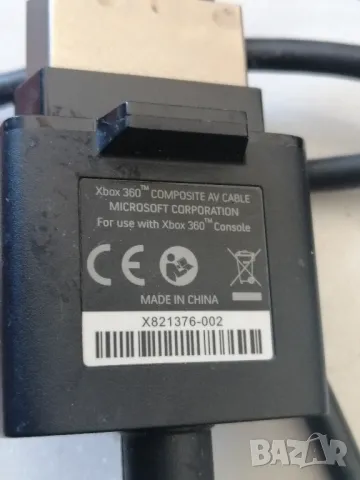 Xbox 360™ COMPOSITE AV CABLE
MICROSOFT CORPORATION
For use with Xbox 360™ Console
CE
MADE IN CHINA
X821376-002
BAZAR
bg